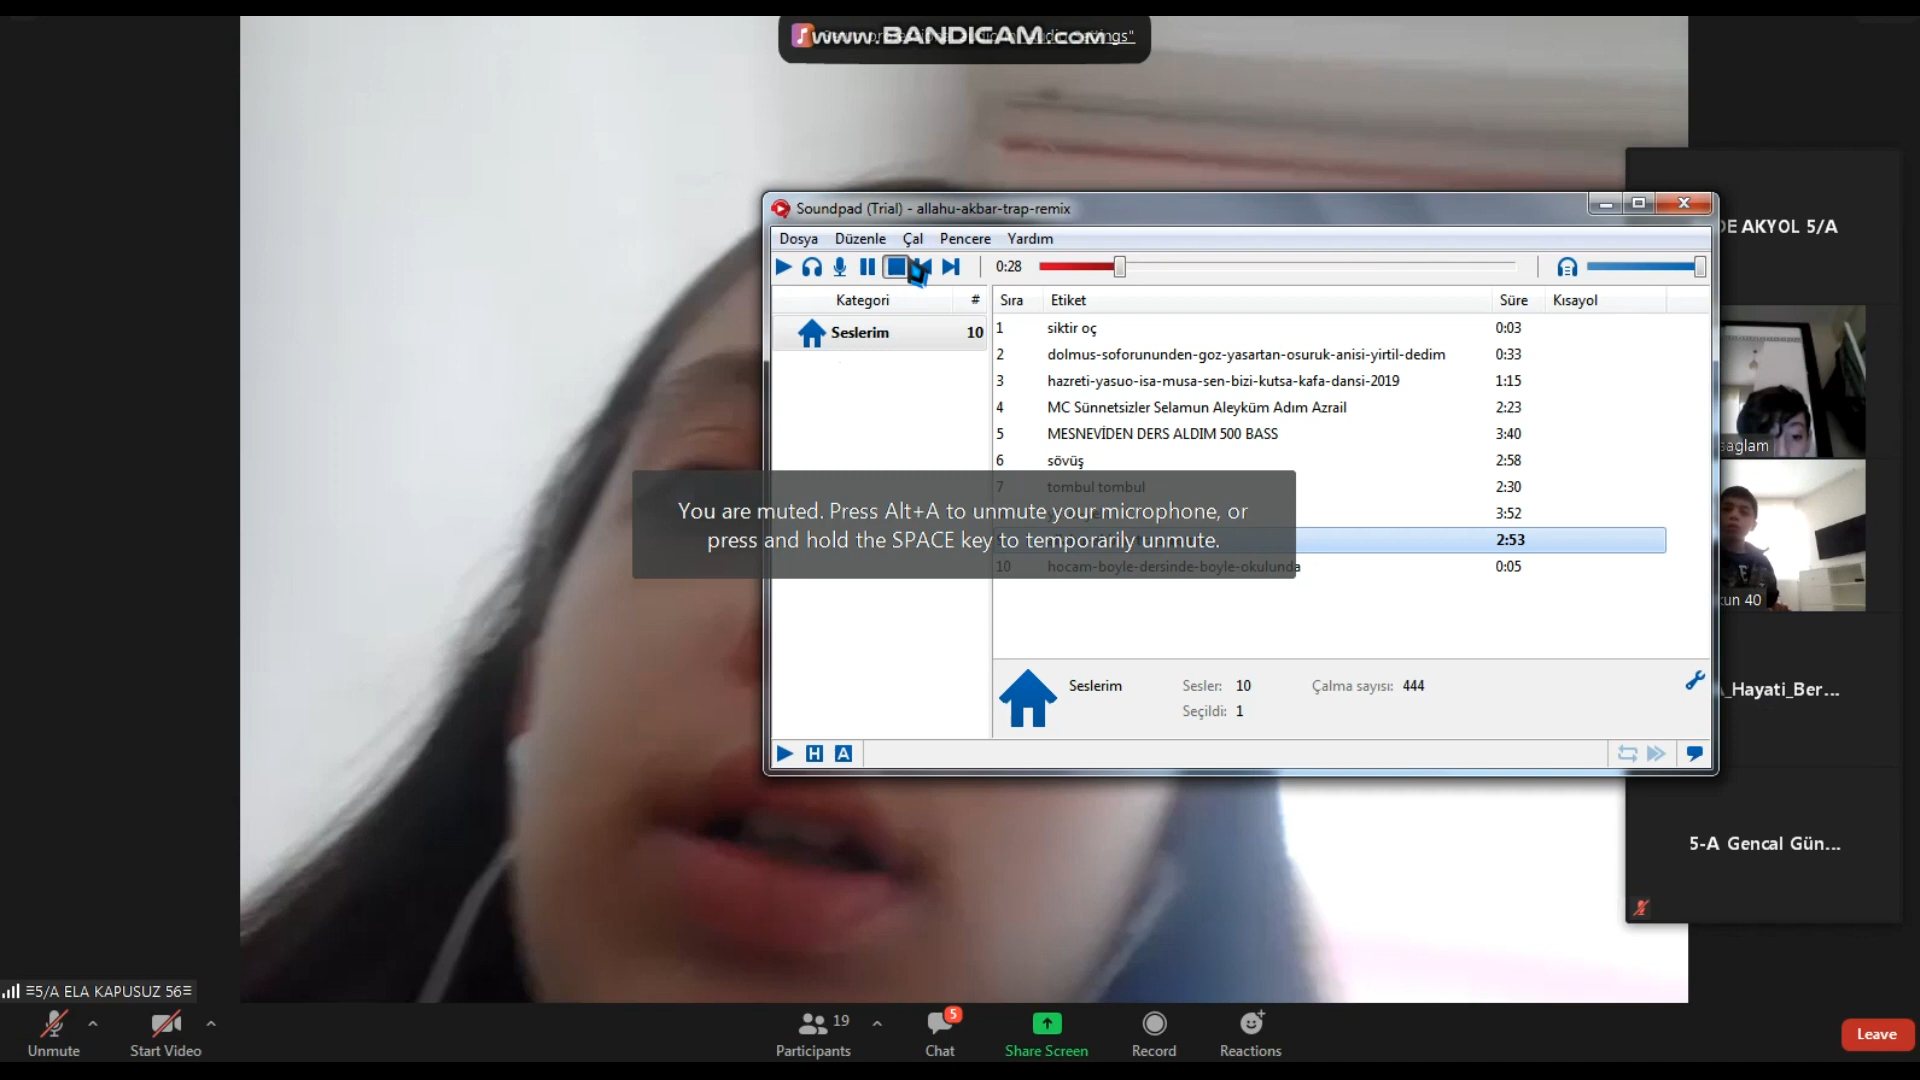 www.BANDICAM.com
ngs"
Soundpad (Trial) - allahu-akbar-trap-remix
Dosya Düzenle Çal Pencere Yardım
0:28
Kategori #
Seslerim 10
Sıra Etiket Süre Kısayol
1 siktir oç 0:03
2 dolmus-soforununden-goz-yasartan-osuruk-anisi-yirtil-dedim 0:33
3 hazreti-yasuo-isa-musa-sen-bizi-kutsa-kafa-dansi-2019 1:15
4 MC Sünnetsizler Selamun Aleyküm Adım Azrail 2:23
5 MESNEVİDEN DERS ALDIM 500 BASS 3:40
6 sövüş 2:58
7 tombul tombul 2:30
3:52
2:53
10 hocam-boyle-dersinde-boyle-okulunda 0:05
You are muted. Press Alt+A to unmute your microphone, or
press and hold the SPACE key to temporarily unmute.
Seslerim Sesler: 10 Çalma sayısı: 444
Seçildi: 1
H A
DE AKYOL 5/A
saglam
un 40
_Hayati_Ber...
5-A Gencal Gün...
≡5/A ELA KAPUSUZ 56≡
Unmute
Start Video
19
Participants
5
Chat
Share Screen
Record
Reactions
Leave